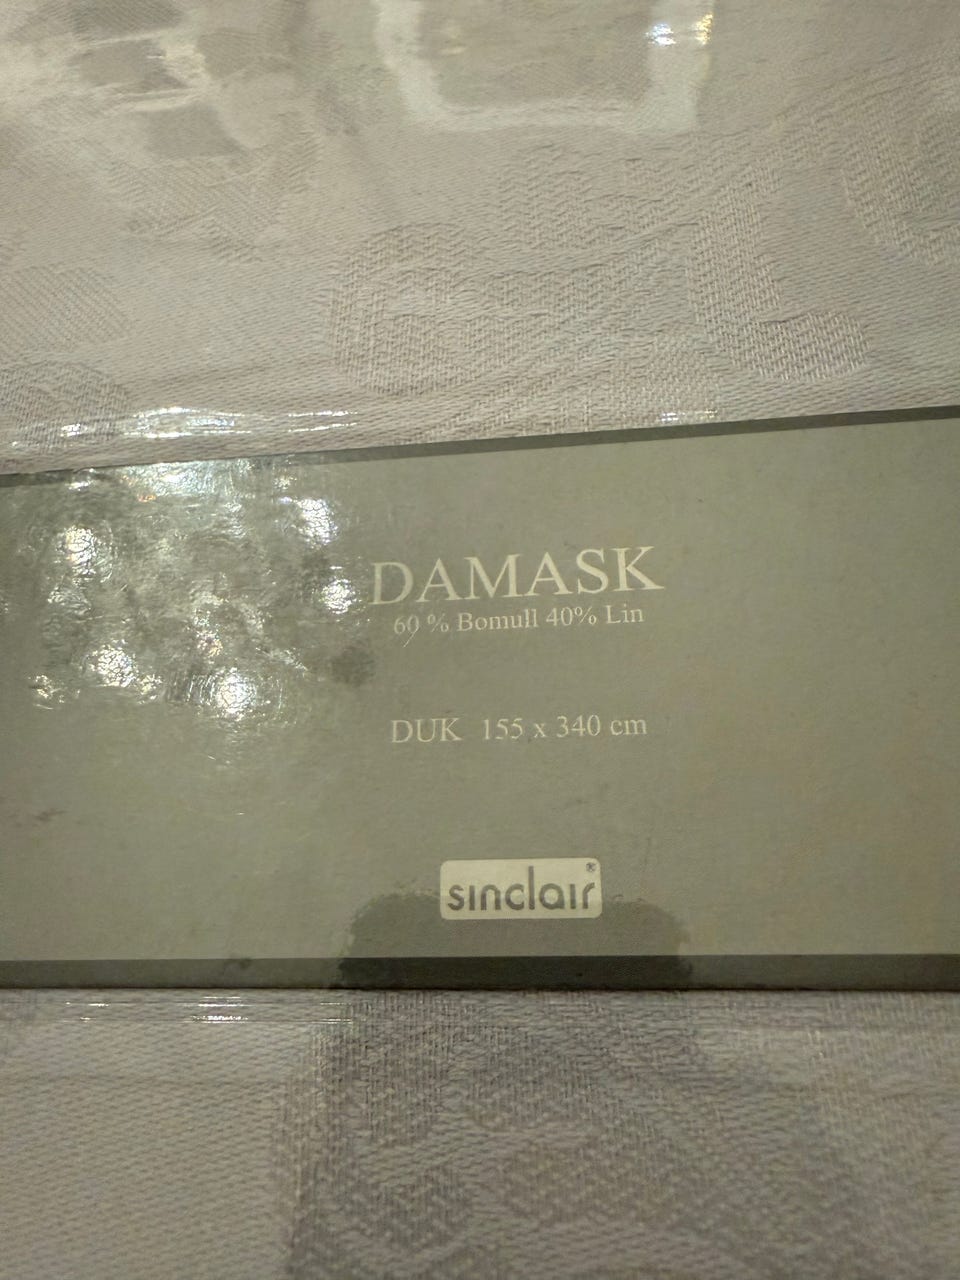 DAMASK
60 % Bomull 40% Lin
DUK 155 x 340 cm
sinclair®